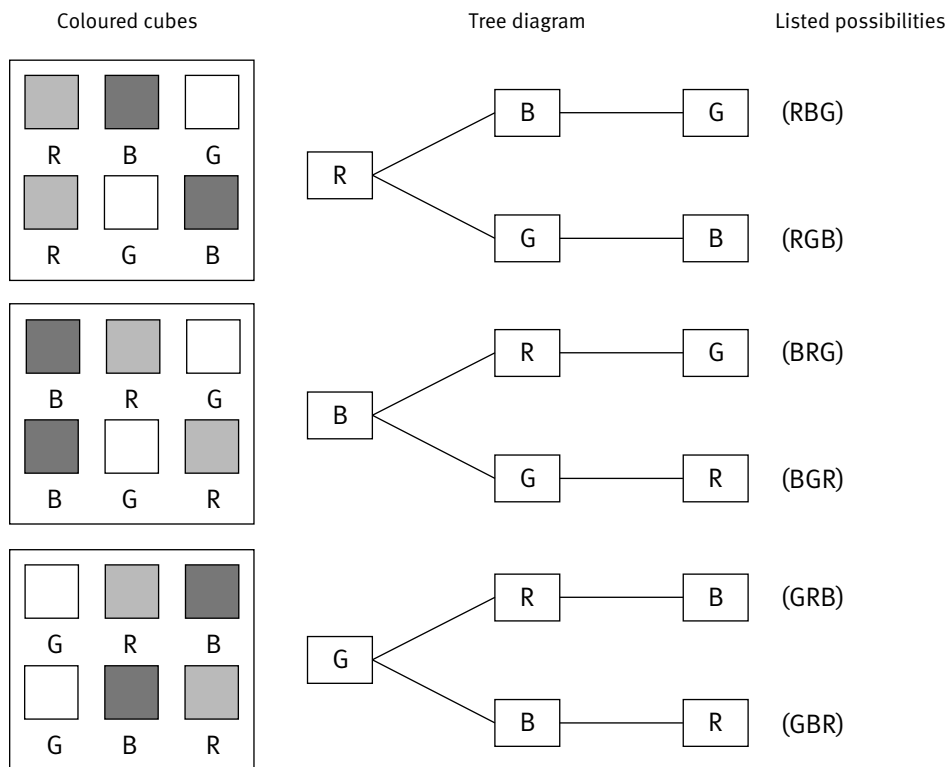 Coloured cubes Tree diagram Listed possibilities
R B G
R G B
R
B G (RBG)
G B (RGB)
B R G
B G R
B
R G (BRG)
G R (BGR)
G R B
G B R
G
R B (GRB)
B R (GBR)